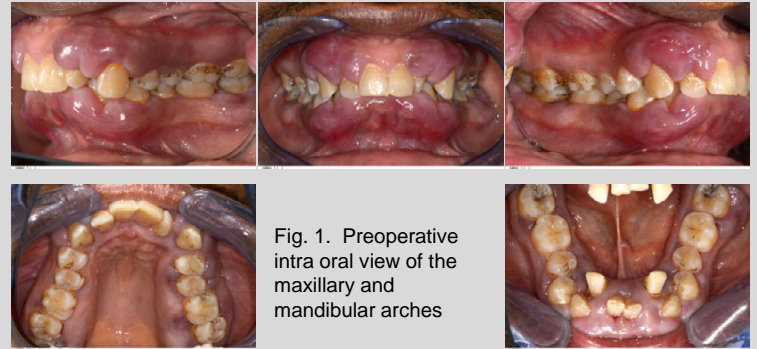 Fig. 1. Preoperative
intra oral view of the
maxillary and
mandibular arches